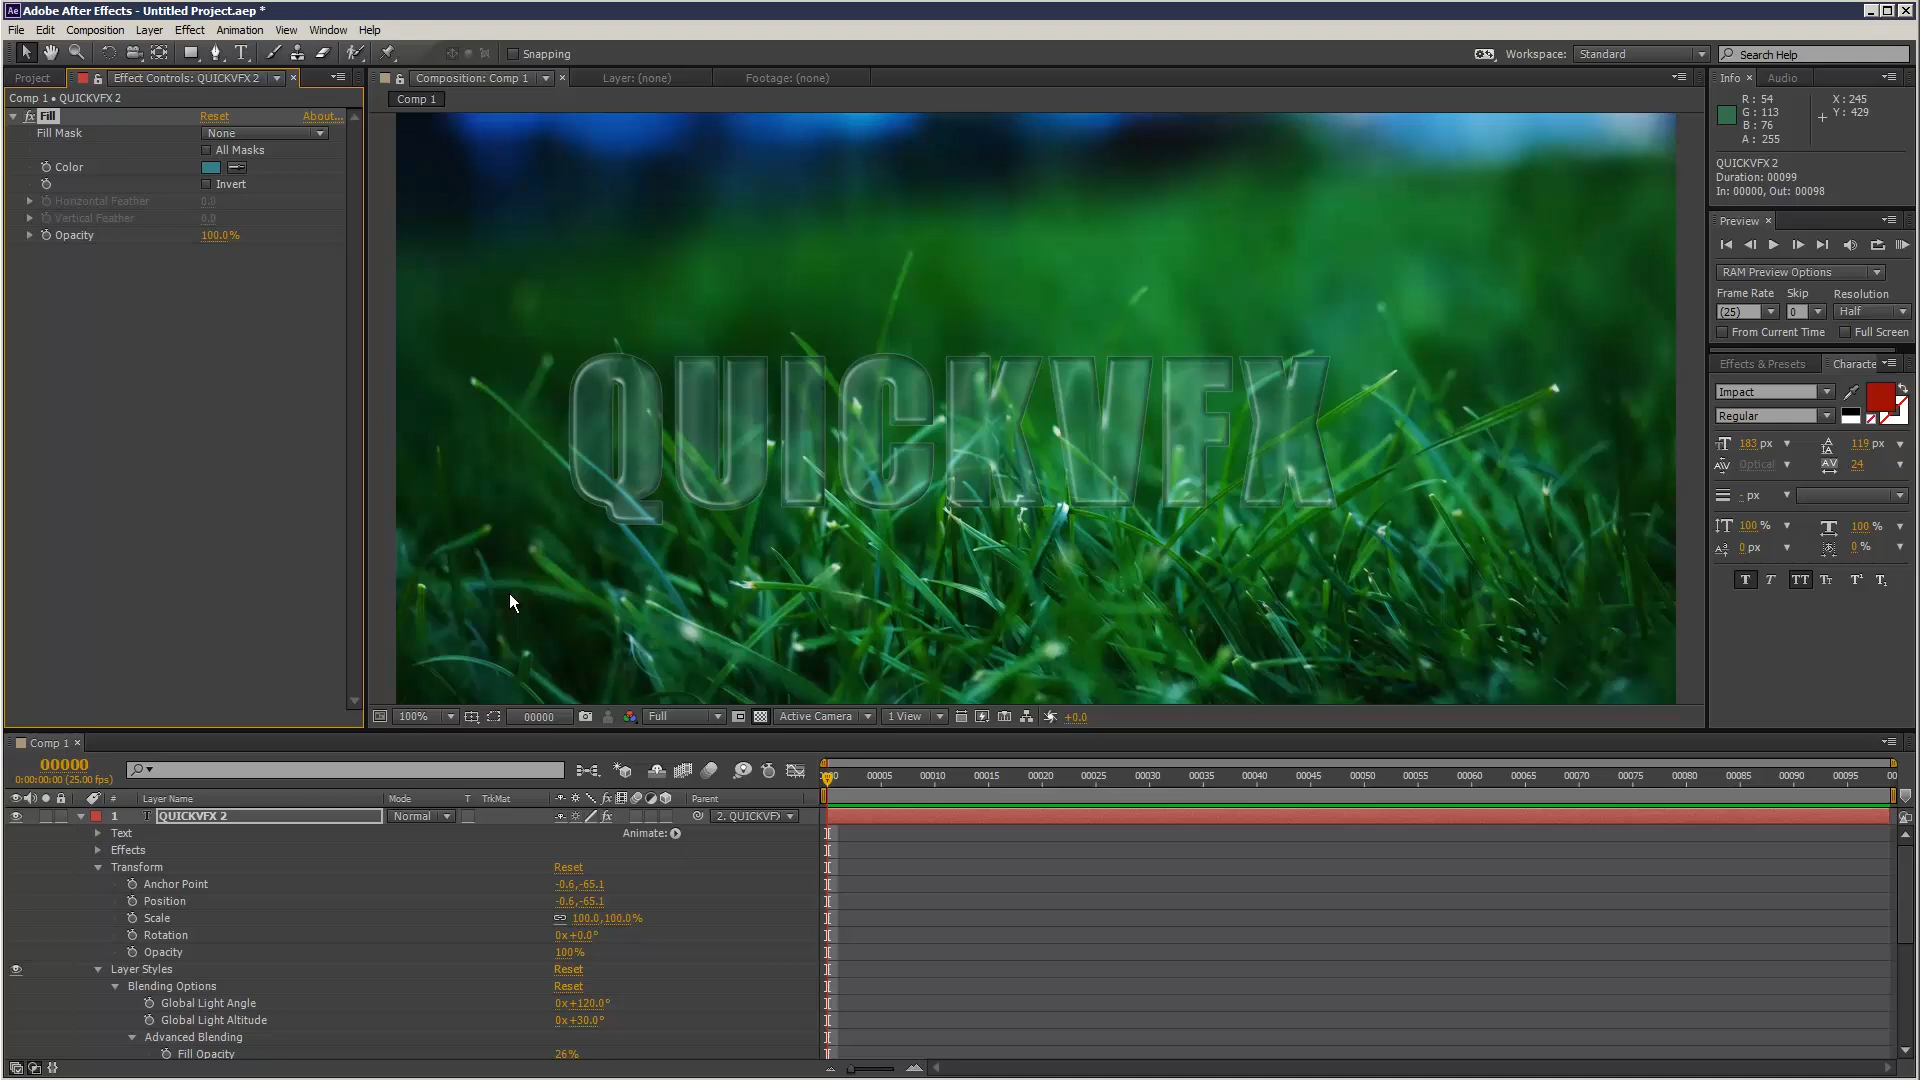 Ae Adobe After Effects - Untitled Project.aep *
File Edit Composition Layer Effect Animation View Window Help
Snapping
Workspace: Standard
Search Help
Project
Effect Controls: QUICKVFX 2
Composition: Comp 1
Layer: (none)
Footage: (none)
Info
Audio
Comp 1 • QUICKVFX 2
Comp 1
R : 54
G : 113
B : 76
A : 255
X : 245
Y : 429
fx Fill
Reset
About...
Fill Mask
None
All Masks
Color
Invert
Horizontal Feather
0.0
Vertical Feather
0.0
Opacity
100.0%
QUICKVFX 2
Duration: 00099
In: 00000, Out: 00098
Preview
RAM Preview Options
Frame Rate Skip Resolution
(25) 0 Half
From Current Time Full Screen
Effects & Presets
Characte
Impact
Regular
183 px
119 px
Optical
24
- px
100 %
100 %
0 px
0 %
T T TT Tt T¹ T₁
QUICKVFX
100%
00000
Full
Active Camera
1 View
+0.0
Comp 1
00000
0:00:00:00 (25.00 fps)
00005 00010 00015 00020 00025 00030 00035 00040 00045 00050 00055 00060 00065 00070 00075 00080 00085 00090 00095 00
# Layer Name Mode T TrkMat fx Parent
1 T QUICKVFX 2 Normal fx 2. QUICKVFX
Text Animate:
Effects
Transform Reset
Anchor Point -0.6,-65.1
Position -0.6,-65.1
Scale 100.0,100.0%
Rotation 0x+0.0°
Opacity 100%
Layer Styles Reset
Blending Options Reset
Global Light Angle 0x+120.0°
Global Light Altitude 0x+30.0°
Advanced Blending
Fill Opacity 26%